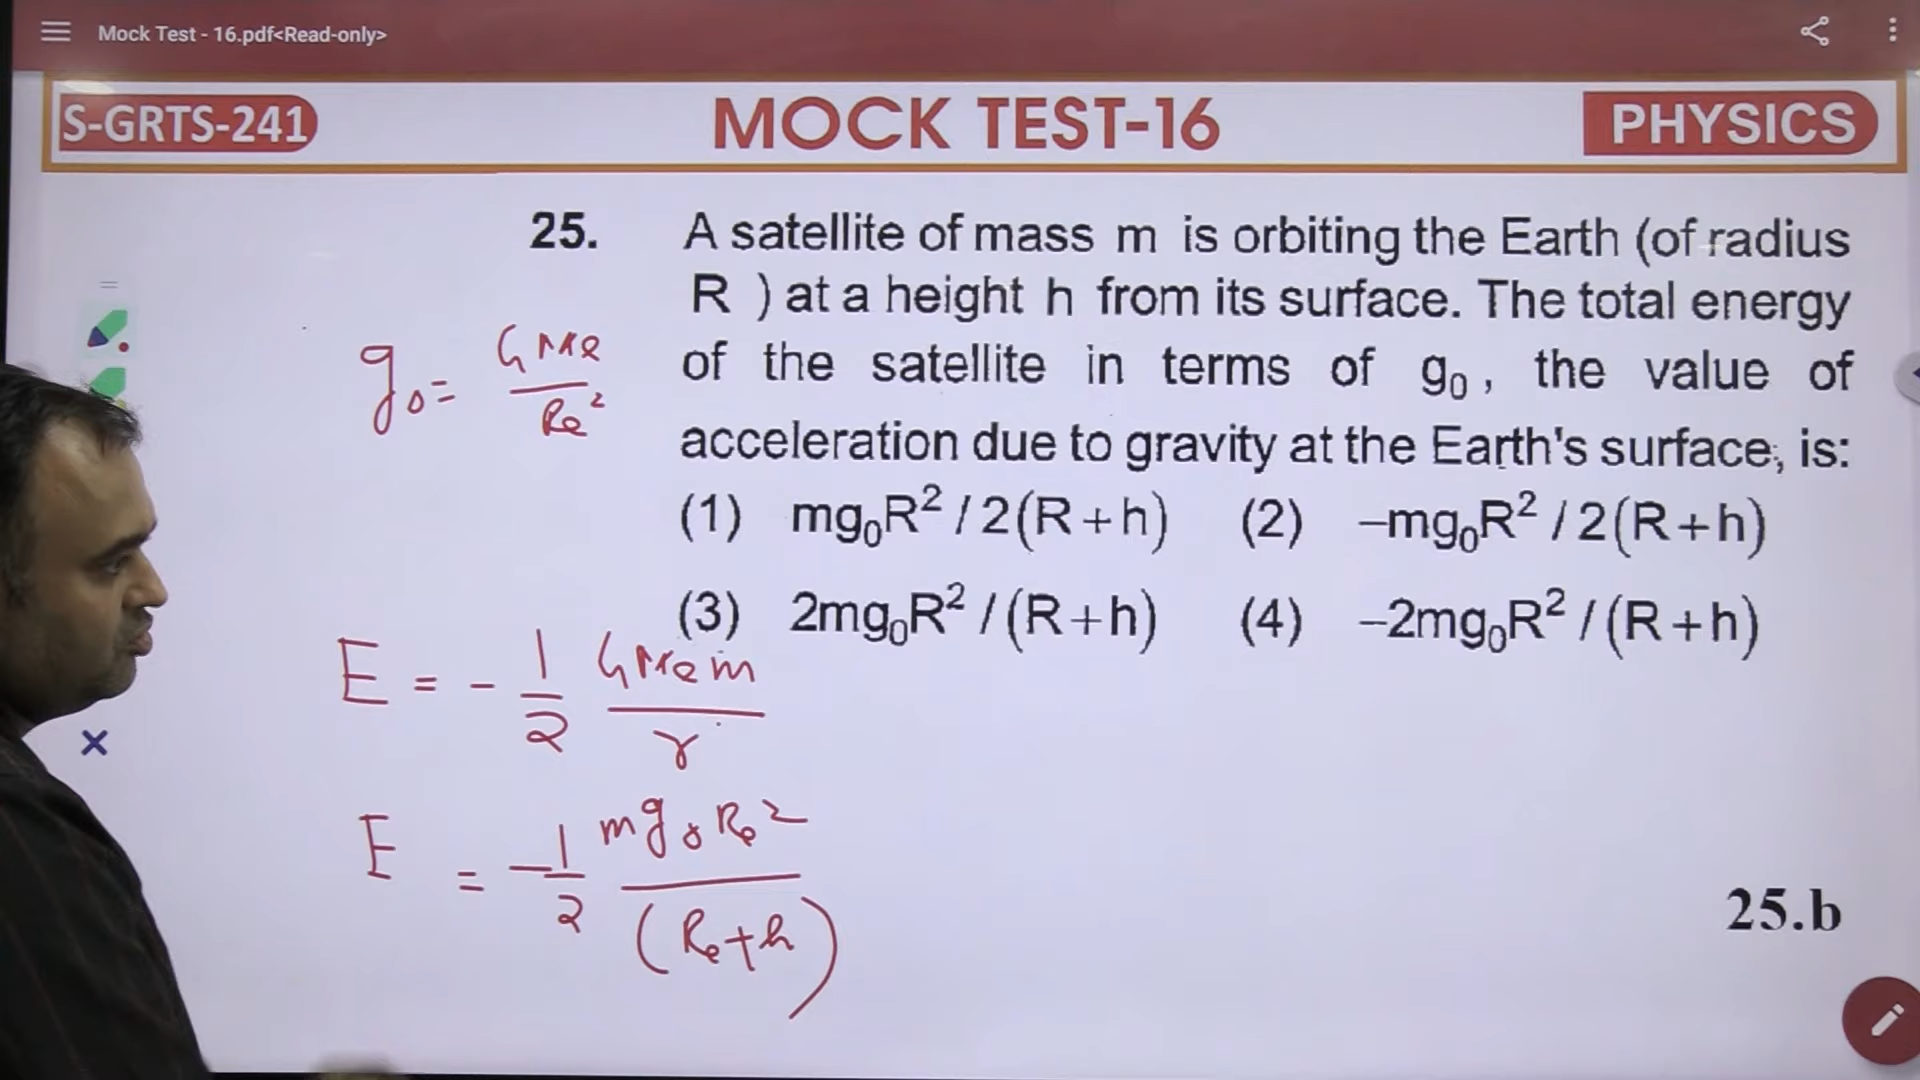 Mock Test - 16.pdf<Read-only>
S-GRTS-241
MOCK TEST-16
PHYSICS
25. A satellite of mass m is orbiting the Earth (of radius
R ) at a height h from its surface. The total energy
of the satellite in terms of g₀, the value of
acceleration due to gravity at the Earth's surface, is:
(1) mg₀R² / 2(R+h) (2) –mg₀R² / 2(R+h)
(3) 2mg₀R² / (R+h) (4) –2mg₀R² / (R+h)
g₀ = GMe / Re²
E = - 1/2 GMem / r
E = -1/2 mg₀Re² / (Re+h)
25.b